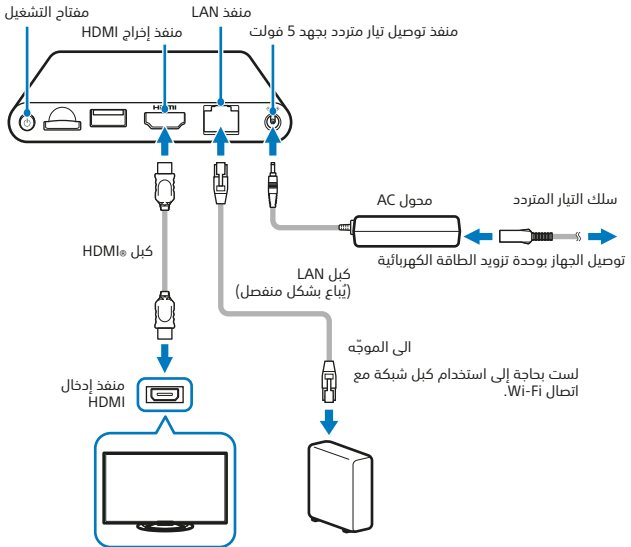 مفتاح التشغيل
منفذ LAN
منفذ إخراج HDMI
منفذ توصيل تيار متردد بجهد 5 فولت
HDMI
محول AC
سلك التيار المتردد
توصيل الجهاز بوحدة تزويد الطاقة الكهربائية
كبل HDMI®
كبل LAN
(يُباع بشكل منفصل)
الى الموجّه
لست بحاجة إلى استخدام كبل شبكة مع
اتصال Wi-Fi.
منفذ إدخال
HDMI